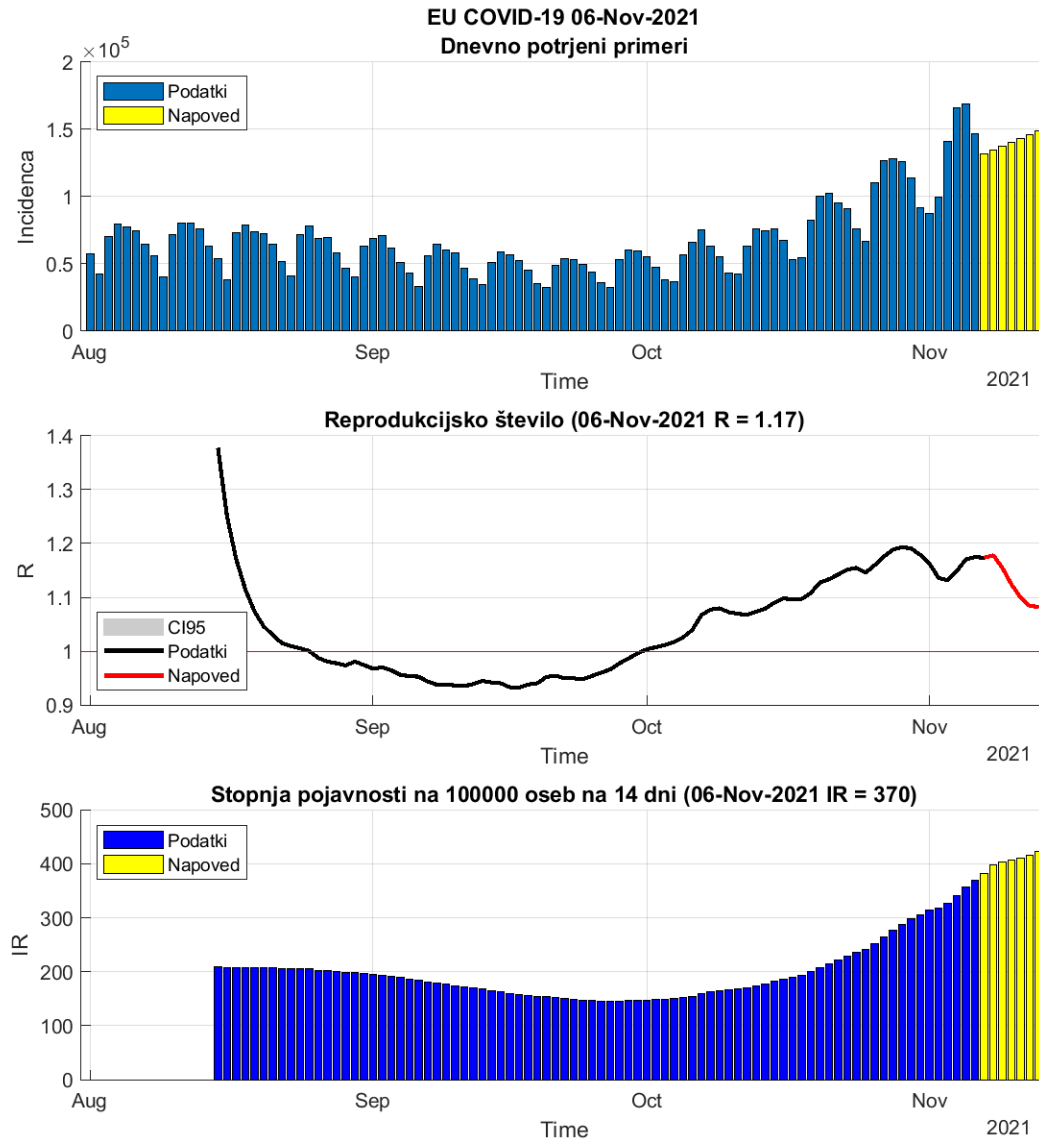 EU COVID-19 06-Nov-2021
Dnevno potrjeni primeri
×10⁵
2
1.5
1
0.5
0
Incidenca
Podatki
Napoved
Aug
Sep
Oct
Nov
Time
2021
Reprodukcijsko število (06-Nov-2021 R = 1.17)
1.4
1.3
1.2
1.1
1
0.9
R
CI95
Podatki
Napoved
Aug
Sep
Oct
Nov
Time
2021
Stopnja pojavnosti na 100000 oseb na 14 dni (06-Nov-2021 IR = 370)
500
400
300
200
100
0
IR
Podatki
Napoved
Aug
Sep
Oct
Nov
Time
2021